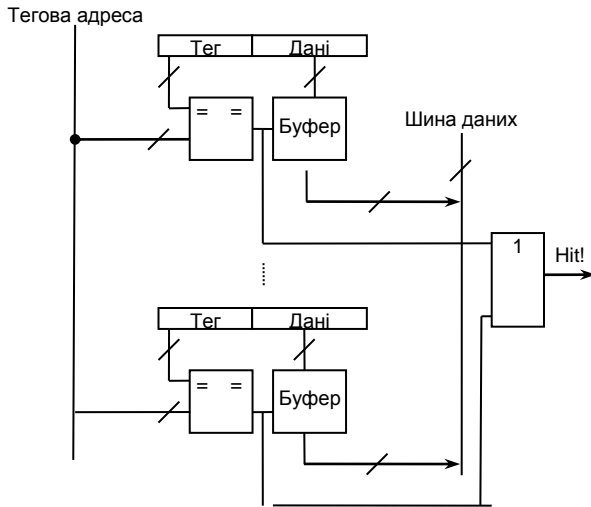 Тегова адреса
Тег Дані
= =
Буфер
Шина даних
1
Hit!
Тег Дані
= =
Буфер